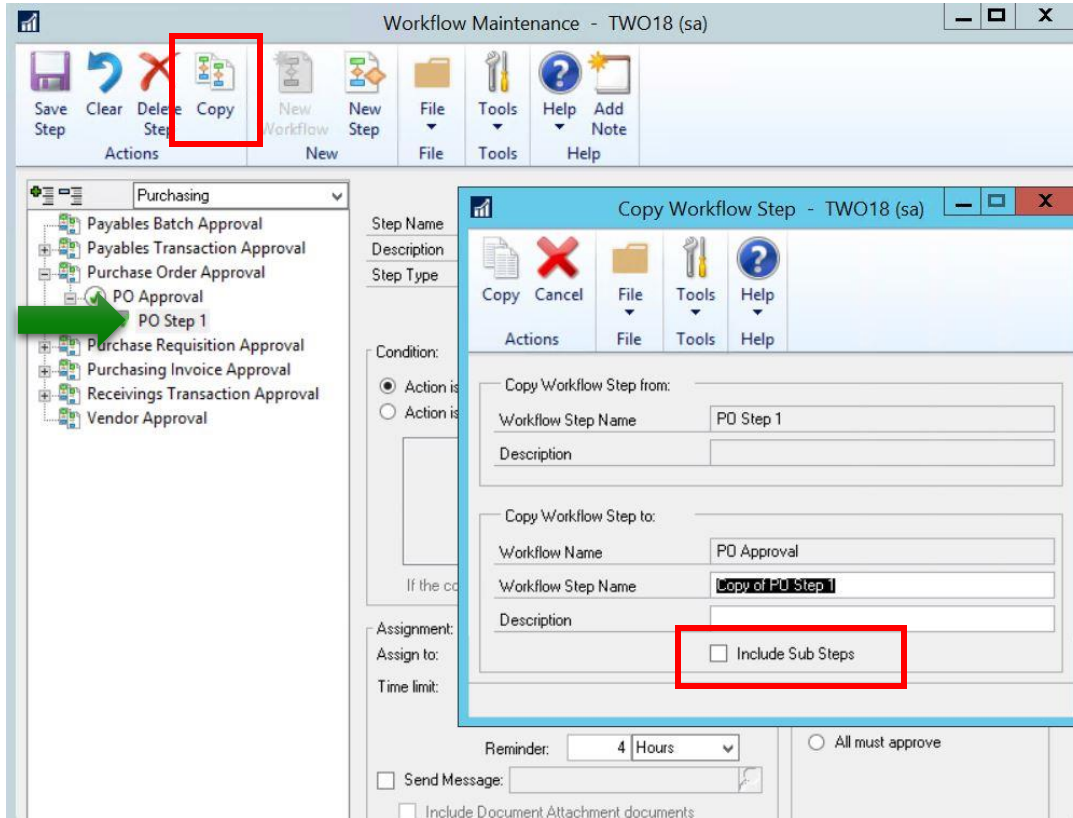 Workflow Maintenance - TWO18 (sa)
Save Step
Clear
Delete Step
Copy
New Workflow
New Step
File
Tools
Help
Add Note
Actions
New
File
Tools
Help
Purchasing
Payables Batch Approval
Payables Transaction Approval
Purchase Order Approval
PO Approval
PO Step 1
Purchase Requisition Approval
Purchasing Invoice Approval
Receivings Transaction Approval
Vendor Approval
Step Name
Description
Step Type
Condition:
Action is
Action is
If the co
Assignment:
Assign to:
Time limit:
Reminder: 4 Hours
Send Message:
Include Document Attachment documents
All must approve
Copy Workflow Step - TWO18 (sa)
Copy
Cancel
File
Tools
Help
Actions
File
Tools
Help
Copy Workflow Step from:
Workflow Step Name PO Step 1
Description
Copy Workflow Step to:
Workflow Name PO Approval
Workflow Step Name Copy of PO Step 1
Description
Include Sub Steps